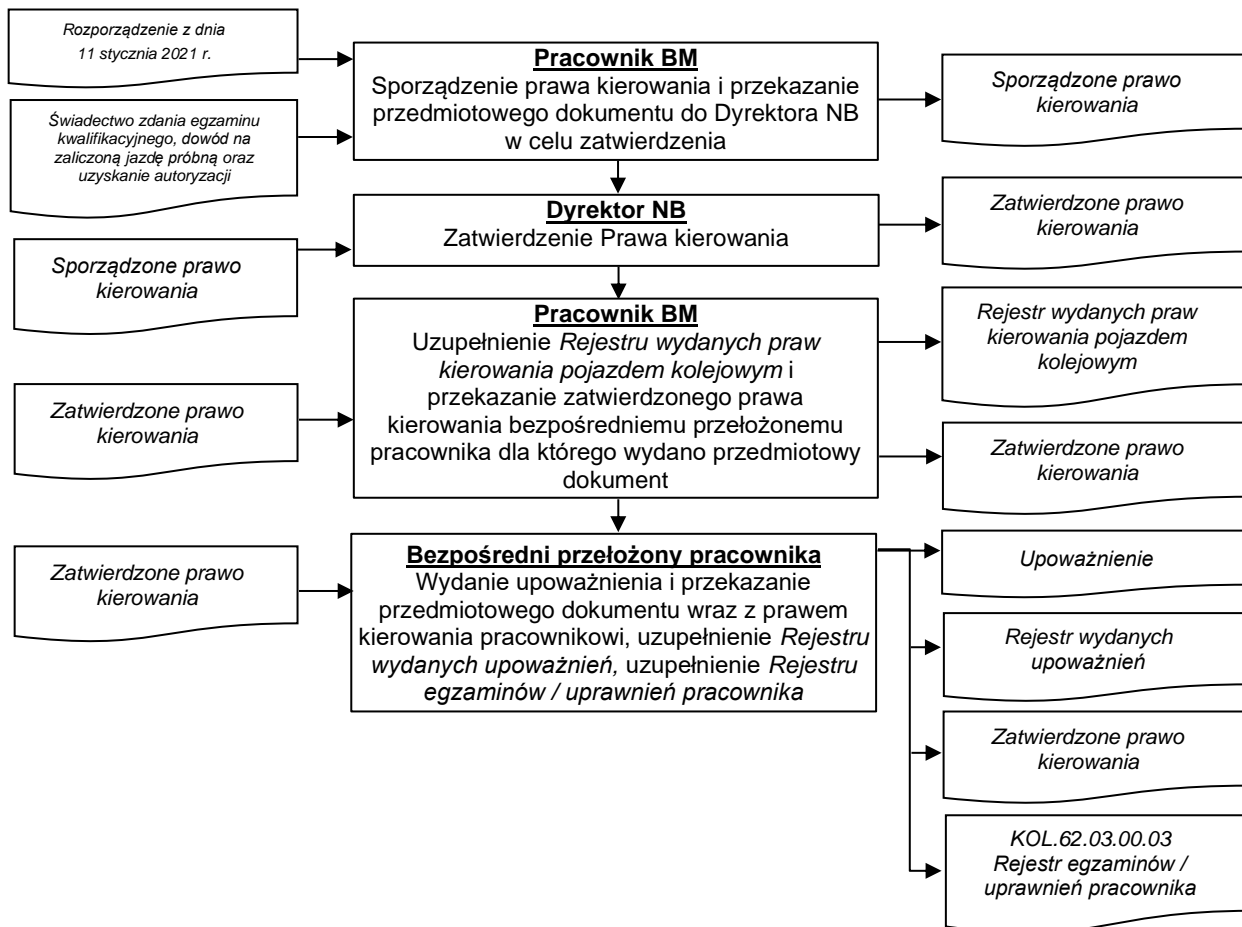 Rozporządzenie z dnia
11 stycznia 2021 r.
Świadectwo zdania egzaminu
kwalifikacyjnego, dowód na
zaliczoną jazdę próbną oraz
uzyskanie autoryzacji
Pracownik BM
Sporządzenie prawa kierowania i przekazanie
przedmiotowego dokumentu do Dyrektora NB
w celu zatwierdzenia
Sporządzone prawo
kierowania
Sporządzone prawo
kierowania
Dyrektor NB
Zatwierdzenie Prawa kierowania
Zatwierdzone prawo
kierowania
Zatwierdzone prawo
kierowania
Pracownik BM
Uzupełnienie Rejestru wydanych praw
kierowania pojazdem kolejowym i
przekazanie zatwierdzonego prawa
kierowania bezpośredniemu przełożonemu
pracownika dla którego wydano przedmiotowy
dokument
Rejestr wydanych praw
kierowania pojazdem
kolejowym
Zatwierdzone prawo
kierowania
Zatwierdzone prawo
kierowania
Bezpośredni przełożony pracownika
Wydanie upoważnienia i przekazanie
przedmiotowego dokumentu wraz z prawem
kierowania pracownikowi, uzupełnienie Rejestru
wydanych upoważnień, uzupełnienie Rejestru
egzaminów / uprawnień pracownika
Upoważnienie
Rejestr wydanych
upoważnień
Zatwierdzone prawo
kierowania
KOL.62.03.00.03
Rejestr egzaminów /
uprawnień pracownika